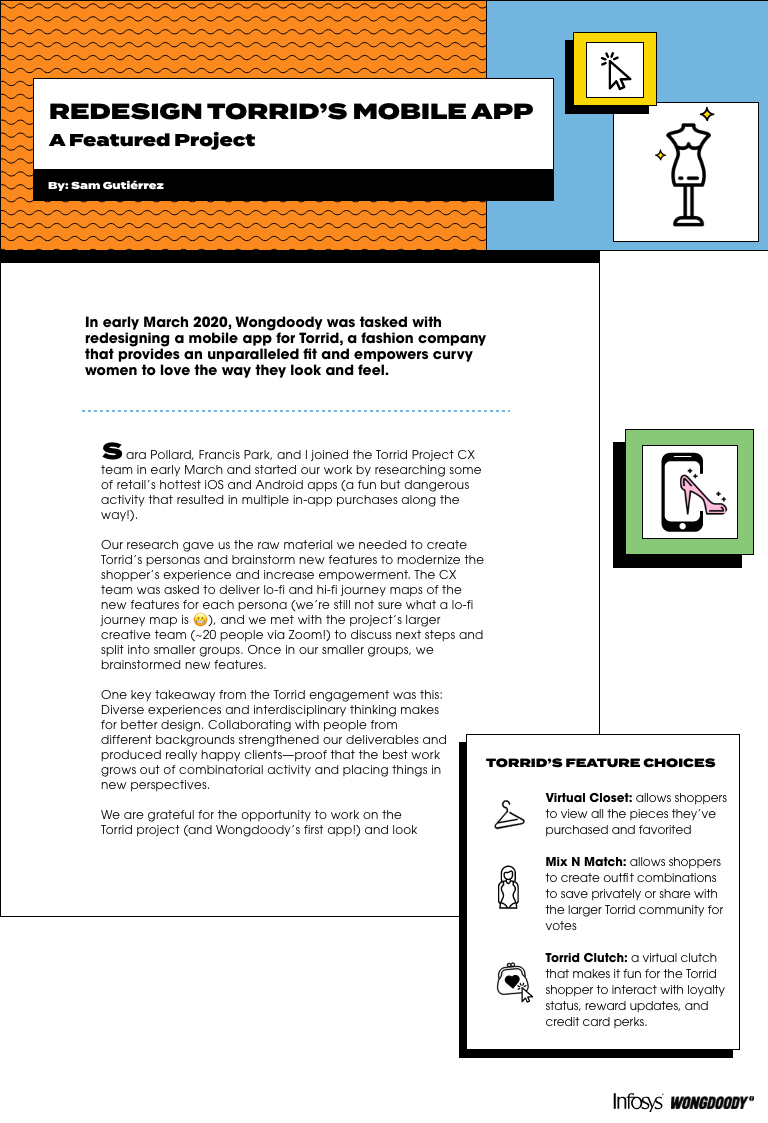 REDESIGN TORRID'S MOBILE APP
A Featured Project
By: Sam Gutiérrez
In early March 2020, Wongdoody was tasked with
redesigning a mobile app for Torrid, a fashion company
that provides an unparalleled fit and empowers curvy
women to love the way they look and feel.
Sara Pollard, Francis Park, and I joined the Torrid Project CX
team in early March and started our work by researching some
of retail's hottest iOS and Android apps (a fun but dangerous
activity that resulted in multiple in-app purchases along the
way!).
Our research gave us the raw material we needed to create
Torrid's personas and brainstorm new features to modernize the
shopper's experience and increase empowerment. The CX
team was asked to deliver lo-fi and hi-fi journey maps of the
new features for each persona (we're still not sure what a lo-fi
journey map is 😬), and we met with the project's larger
creative team (~20 people via Zoom!) to discuss next steps and
split into smaller groups. Once in our smaller groups, we
brainstormed new features.
One key takeaway from the Torrid engagement was this:
Diverse experiences and interdisciplinary thinking makes
for better design. Collaborating with people from
different backgrounds strengthened our deliverables and
produced really happy clients—proof that the best work
grows out of combinatorial activity and placing things in
new perspectives.
We are grateful for the opportunity to work on the
Torrid project (and Wongdoody's first app!) and look
TORRID'S FEATURE CHOICES
Virtual Closet: allows shoppers
to view all the pieces they've
purchased and favorited
Mix N Match: allows shoppers
to create outfit combinations
to save privately or share with
the larger Torrid community for
votes
Torrid Clutch: a virtual clutch
that makes it fun for the Torrid
shopper to interact with loyalty
status, reward updates, and
credit card perks.
Infosys WONGDOODY